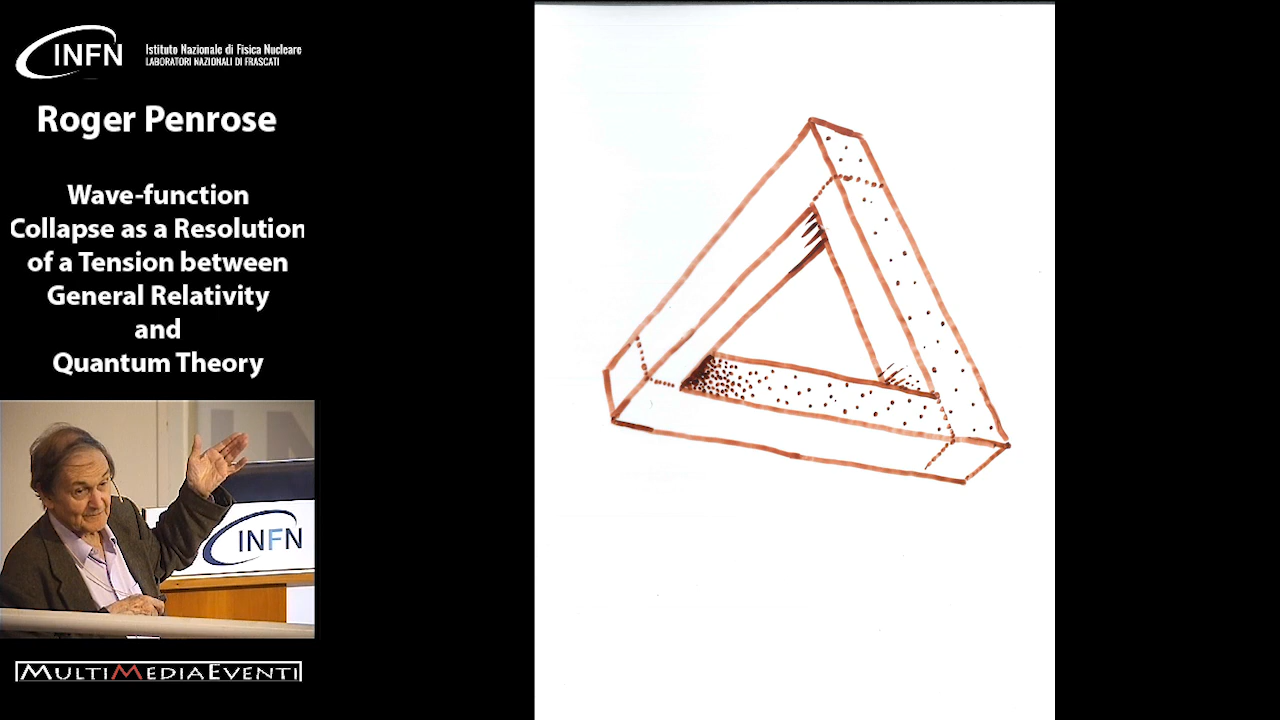 INFN
Istituto Nazionale di Fisica Nucleare
LABORATORI NAZIONALI DI FRASCATI
Roger Penrose
Wave-function
Collapse as a Resolution
of a Tension between
General Relativity
and
Quantum Theory
INFN
MULTIMEDIAEVENTI